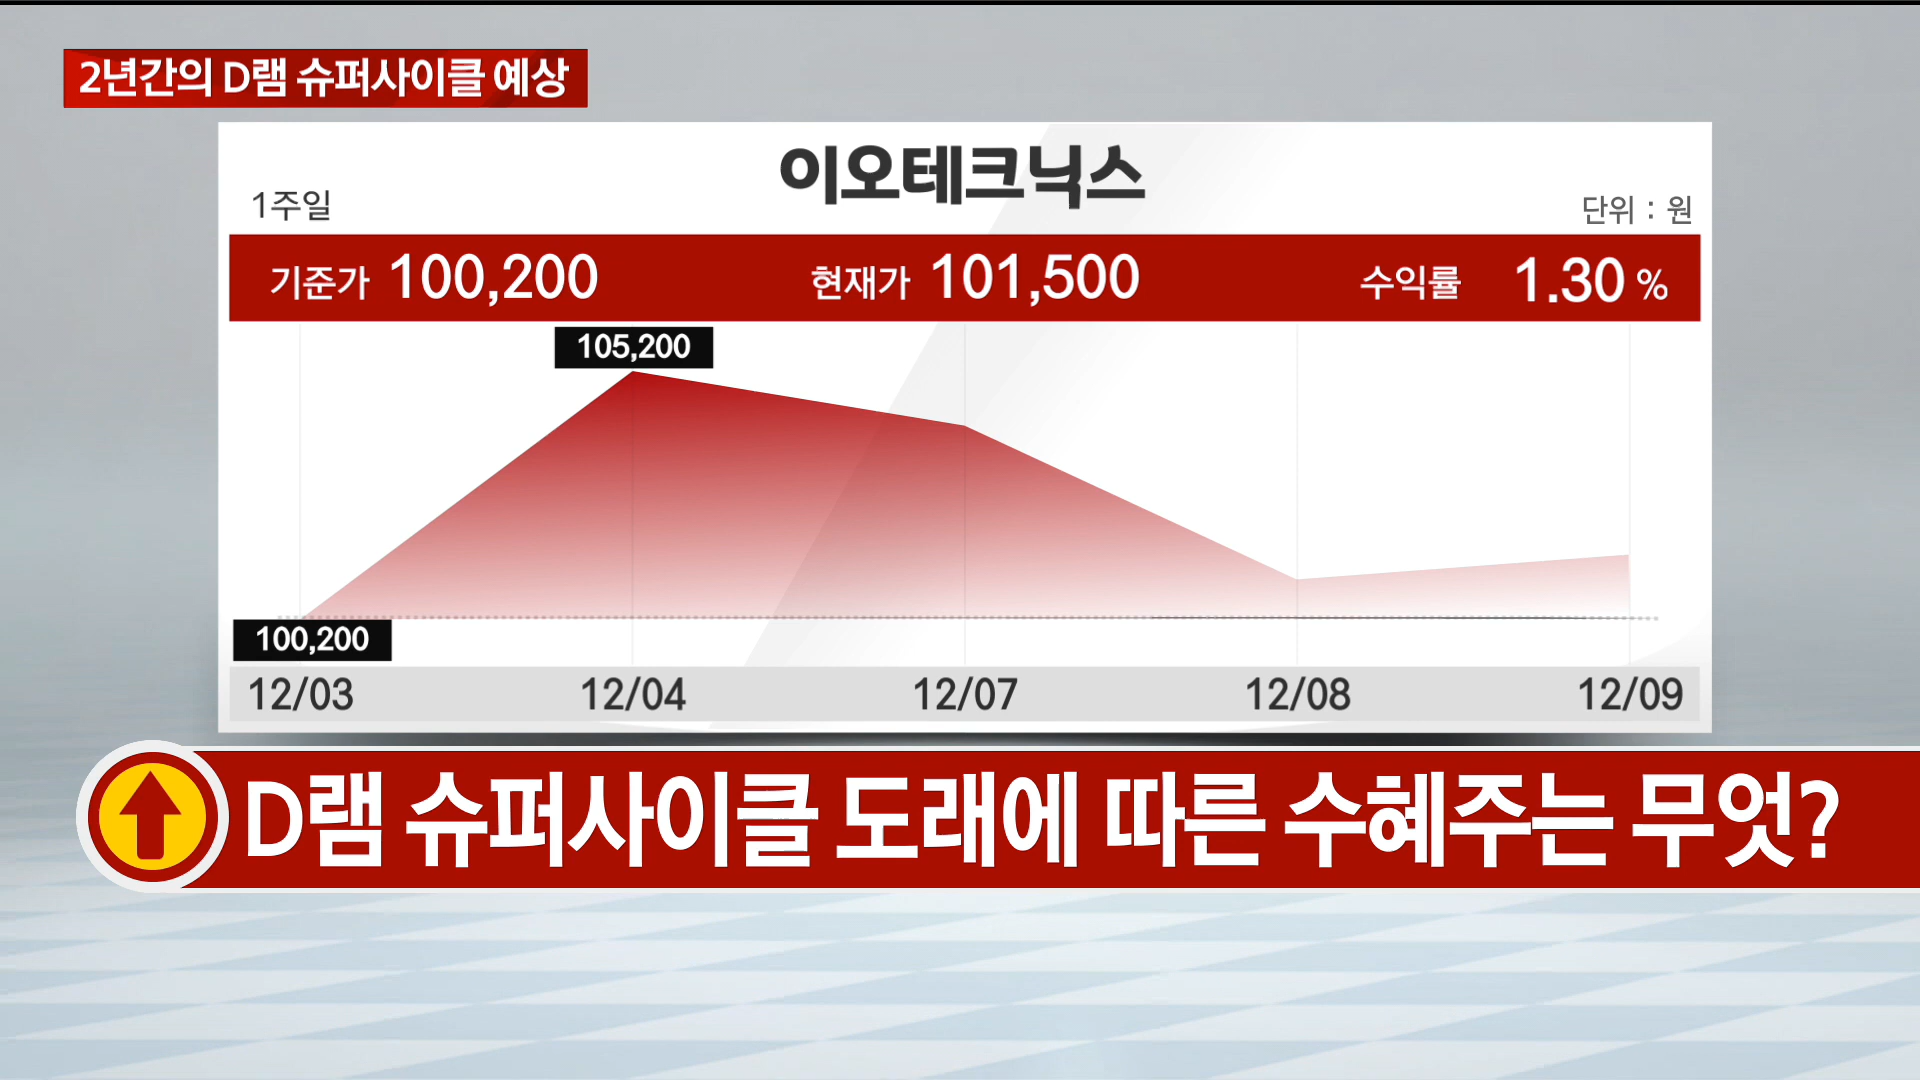 2년간의 D램 슈퍼사이클 예상
이오테크닉스
1주일
단위 : 원
기준가 100,200 현재가 101,500 수익률 1.30 %
105,200
100,200
12/03 12/04 12/07 12/08 12/09
D램 슈퍼사이클 도래에 따른 수혜주는 무엇?